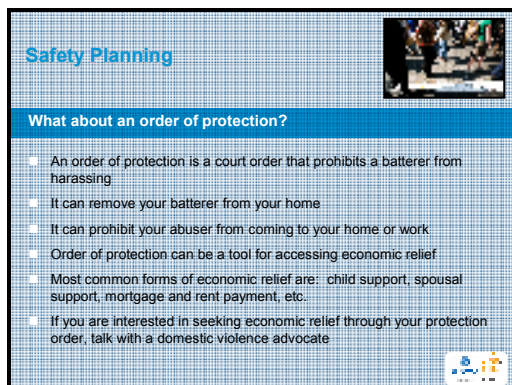 Safety Planning
What about an order of protection?
An order of protection is a court order that prohibits a batterer from
harassing
It can remove your batterer from your home
It can prohibit your abuser from coming to your home or work
Order of protection can be a tool for accessing economic relief
Most common forms of economic relief are:  child support, spousal
support, mortgage and rent payment, etc.
If you are interested in seeking economic relief through your protection
order, talk with a domestic violence advocate